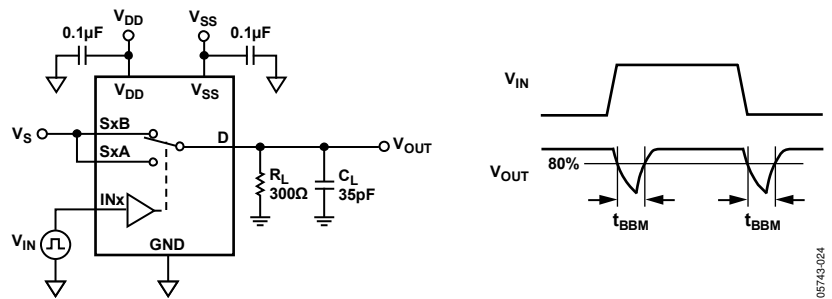 VDD
VSS
0.1µF
0.1µF
VDD
VSS
VS
SxB
D
VOUT
SxA
RL
300Ω
CL
35pF
INx
VIN
GND
VIN
VOUT
80%
tBBM
tBBM
05743-024